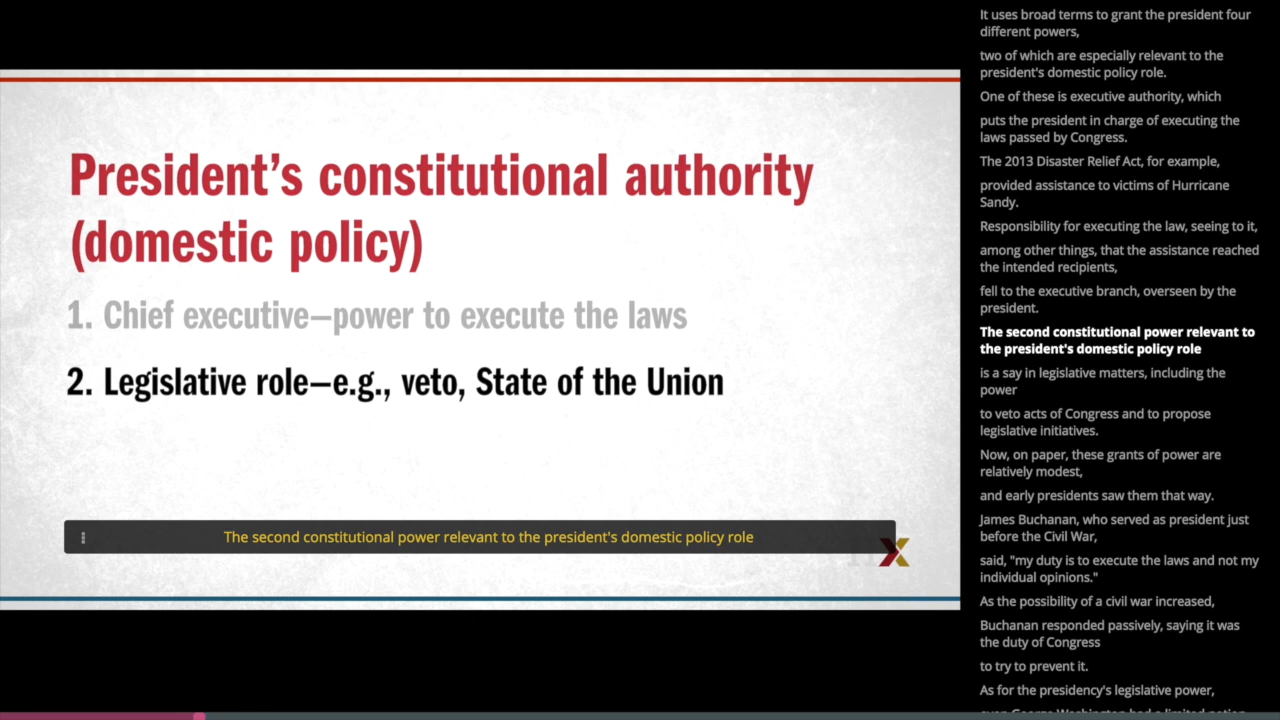 President's constitutional authority
(domestic policy)
1. Chief executive—power to execute the laws
2. Legislative role—e.g., veto, State of the Union
The second constitutional power relevant to the president's domestic policy role
It uses broad terms to grant the president four
different powers,
two of which are especially relevant to the
president's domestic policy role.
One of these is executive authority, which
puts the president in charge of executing the
laws passed by Congress.
The 2013 Disaster Relief Act, for example,
provided assistance to victims of Hurricane
Sandy.
Responsibility for executing the law, seeing to it,
among other things, that the assistance reached
the intended recipients,
fell to the executive branch, overseen by the
president.
The second constitutional power relevant to
the president's domestic policy role
is a say in legislative matters, including the
power
to veto acts of Congress and to propose
legislative initiatives.
Now, on paper, these grants of power are
relatively modest,
and early presidents saw them that way.
James Buchanan, who served as president just
before the Civil War,
said, "my duty is to execute the laws and not my
individual opinions."
As the possibility of a civil war increased,
Buchanan responded passively, saying it was
the duty of Congress
to try to prevent it.
As for the presidency's legislative power,